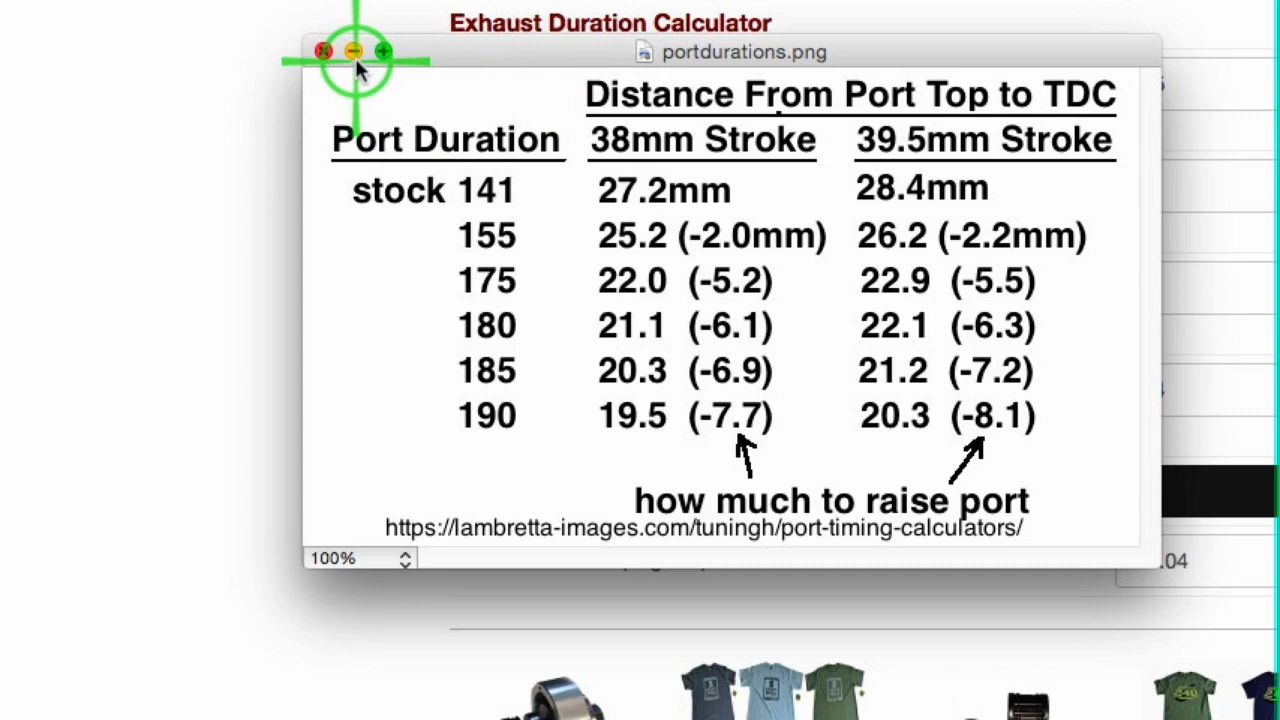 Exhaust Duration Calculator
portdurations.png
Distance From Port Top to TDC
Port Duration 38mm Stroke 39.5mm Stroke
stock 141 27.2mm 28.4mm
155 25.2 (-2.0mm) 26.2 (-2.2mm)
175 22.0 (-5.2) 22.9 (-5.5)
180 21.1 (-6.1) 22.1 (-6.3)
185 20.3 (-6.9) 21.2 (-7.2)
190 19.5 (-7.7) 20.3 (-8.1)
how much to raise port
https://lambretta-images.com/tuningh/port-timing-calculators/
100%
.04